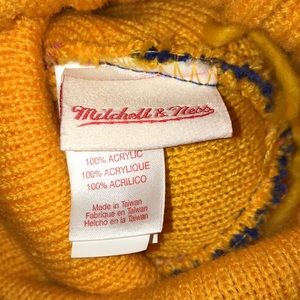 Mitchell & Ness
100% ACRYLIC
100% ACRYLIQUE
100% ACRILICO
Made in Taiwan
Fabriqué en Taiwan
Hecho en Taiwan